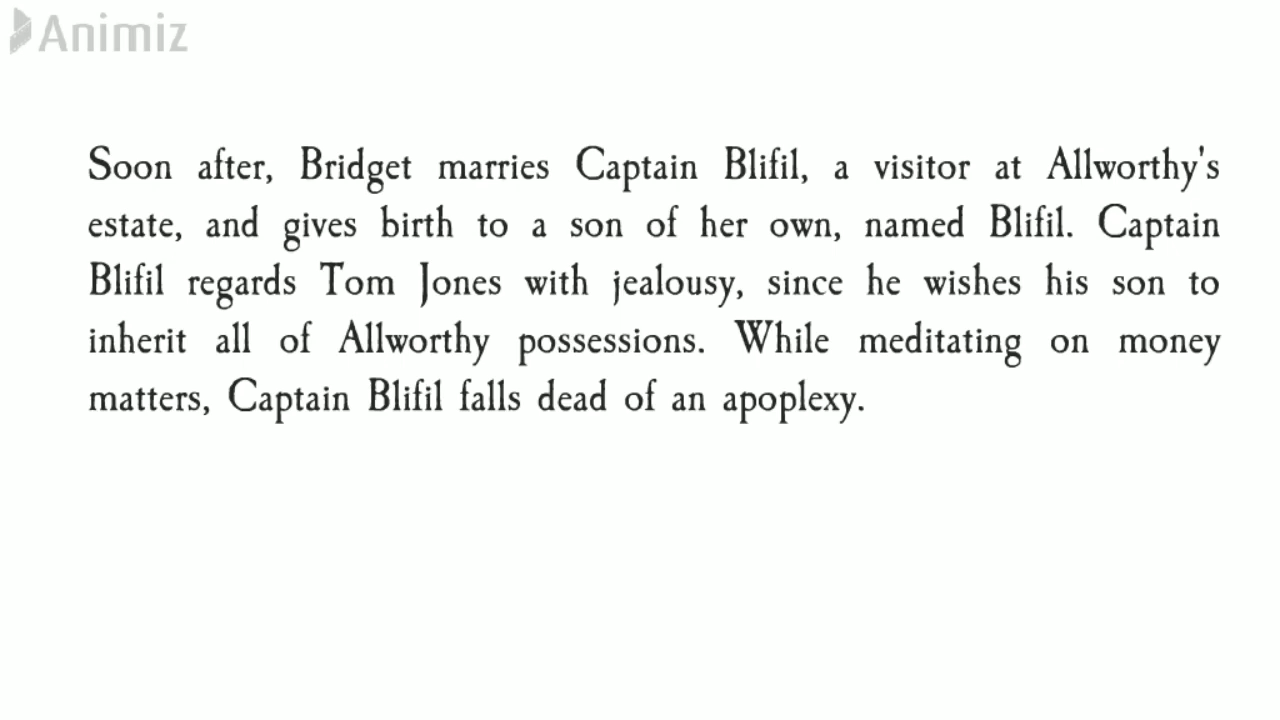 Animiz
Soon after, Bridget marries Captain Blifil, a visitor at Allworthy's
estate, and gives birth to a son of her own, named Blifil. Captain
Blifil regards Tom Jones with jealousy, since he wishes his son to
inherit all of Allworthy possessions. While meditating on money
matters, Captain Blifil falls dead of an apoplexy.